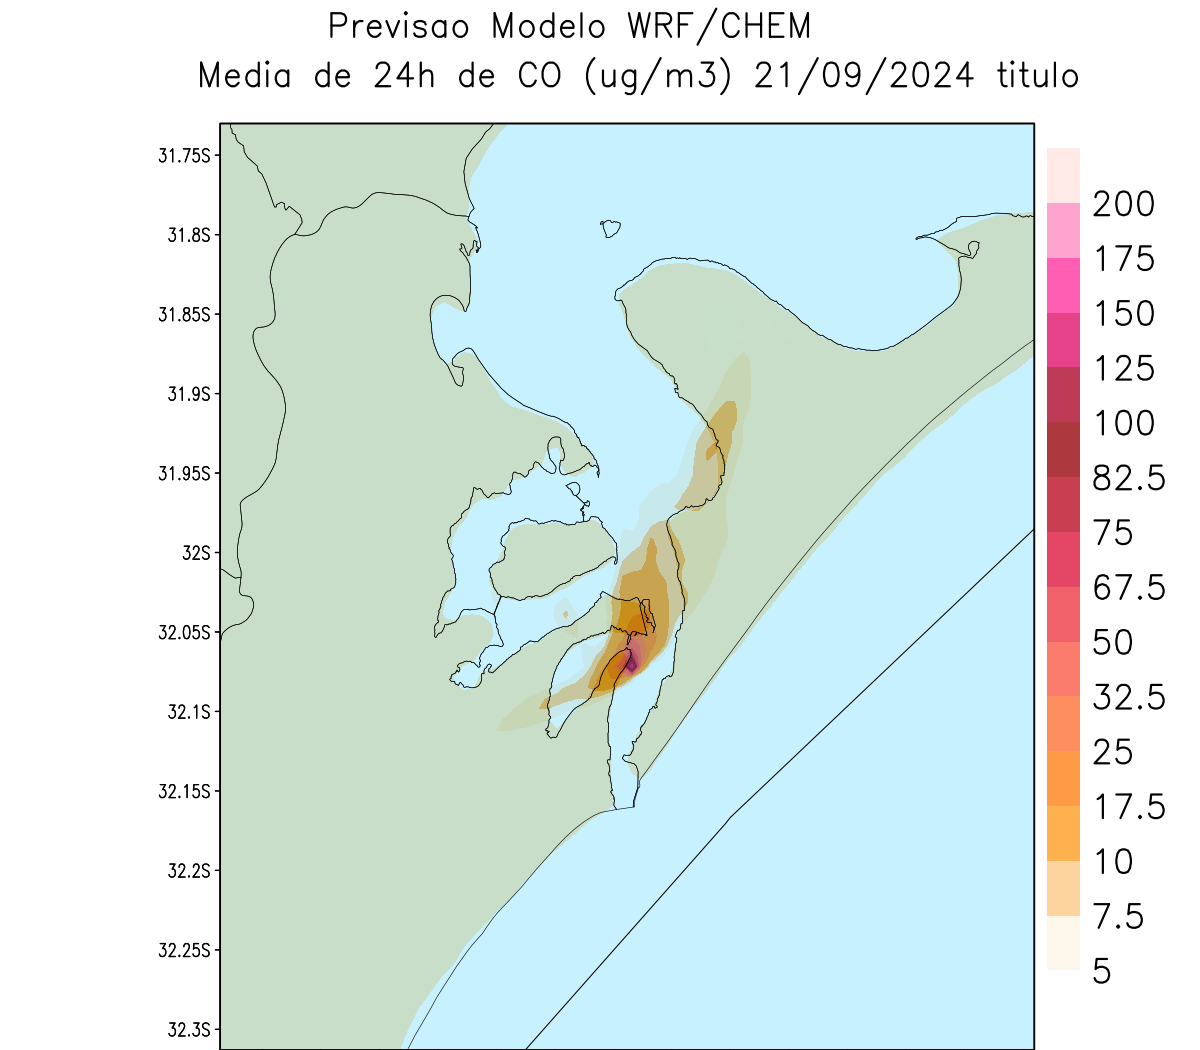 Previsao Modelo WRF/CHEM
Media de 24h de CO (ug/m3) 21/09/2024 titulo
31.75S
31.8S
31.85S
31.9S
31.95S
32S
32.05S
32.1S
32.15S
32.2S
32.25S
32.3S
200
175
150
125
100
82.5
75
67.5
50
32.5
25
17.5
10
7.5
5